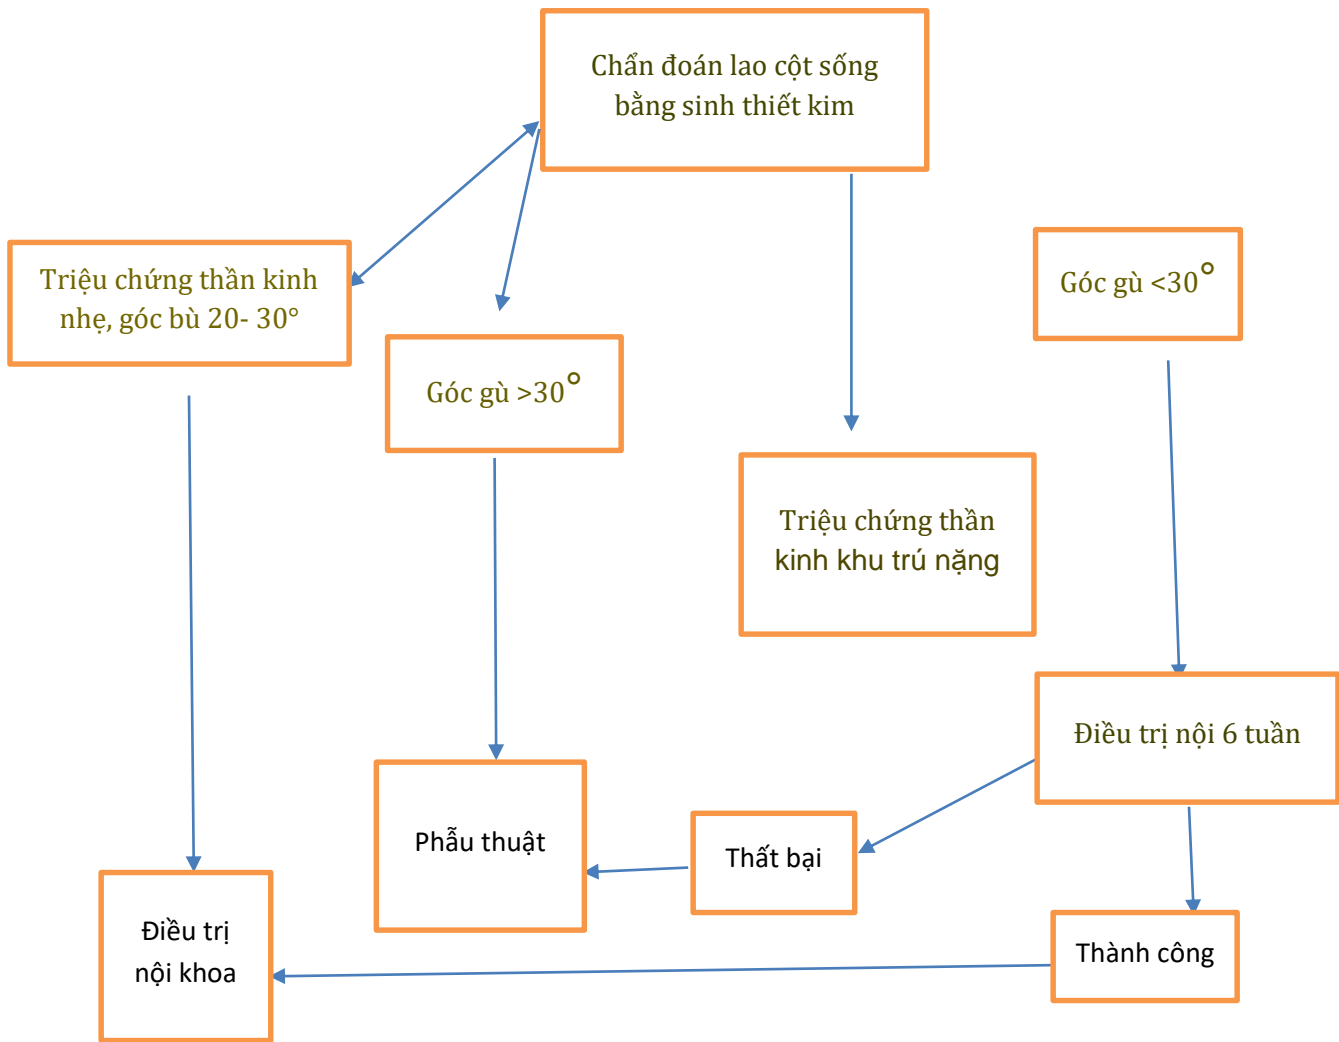 Chẩn đoán lao cột sống
bằng sinh thiết kim
Triệu chứng thần kinh
nhẹ, góc bù 20- 30°
Góc gù <30°
Góc gù >30°
Triệu chứng thần
kinh khu trú nặng
Điều trị nội 6 tuần
Phẫu thuật
Thất bại
Điều trị
nội khoa
Thành công